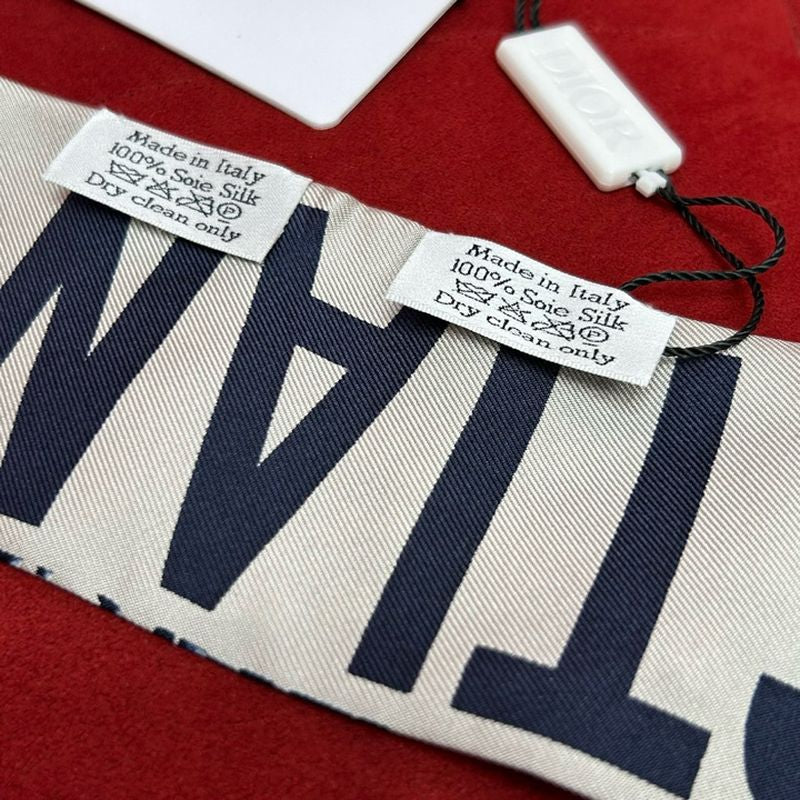 DIOR
Made in Italy
100% Soie Silk
Dry clean only
Made in Italy
100% Soie Silk
Dry clean only